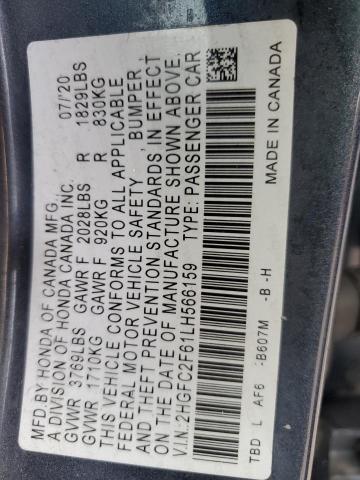 MFD.BY HONDA OF CANADA MFG. 07/20
A DIVISION OF HONDA CANADA INC.
GVWR 3769LBS GAWR F 2028LBS R 1829LBS
GVWR 1710KG GAWR F 920KG R 830KG
THIS VEHICLE CONFORMS TO ALL APPLICABLE
FEDERAL MOTOR VEHICLE SAFETY, BUMPER,
AND THEFT PREVENTION STANDARDS IN EFFECT
ON THE DATE OF MANUFACTURE SHOWN ABOVE.
V.I.N: 2HGFC2F61LH566159 TYPE: PASSENGER CAR
TBD L AF6 -B607M -B -H MADE IN CANADA